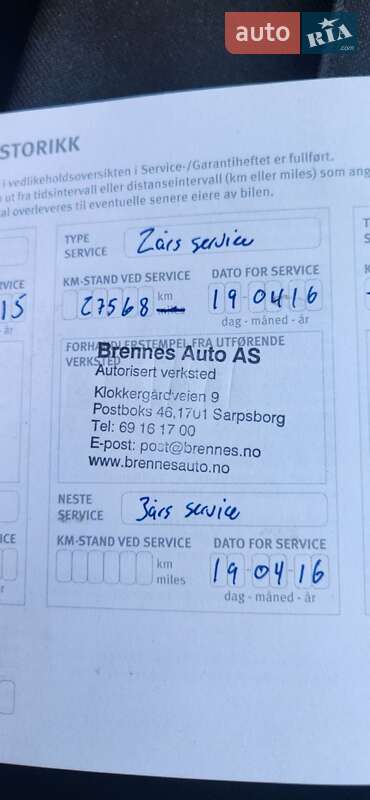 auto RIA .com
STORIKK
i vedlikeholdsoversikten i Service-/Garantiheftet er fullført.
ut fra tidsintervall eller distanseintervall (km eller miles) som ang
al overleveres til eventuelle senere eiere av bilen.
TYPE SERVICE 2års service
KM-STAND VED SERVICE DATO FOR SERVICE
27568 km miles 19-04-16
dag - måned - år
15
- år
FORHANDLERSTEMPEL FRA UTFØRENDE
VERKSTED
Brennes Auto AS
Autorisert verksted
Klokkergårdveien 9
Postboks 46,1701 Sarpsborg
Tel: 69 16 17 00
E-post: post@brennes.no
www.brennesauto.no
NESTE SERVICE 3års service
KM-STAND VED SERVICE DATO FOR SERVICE
km miles 19-04-16
dag - måned - år